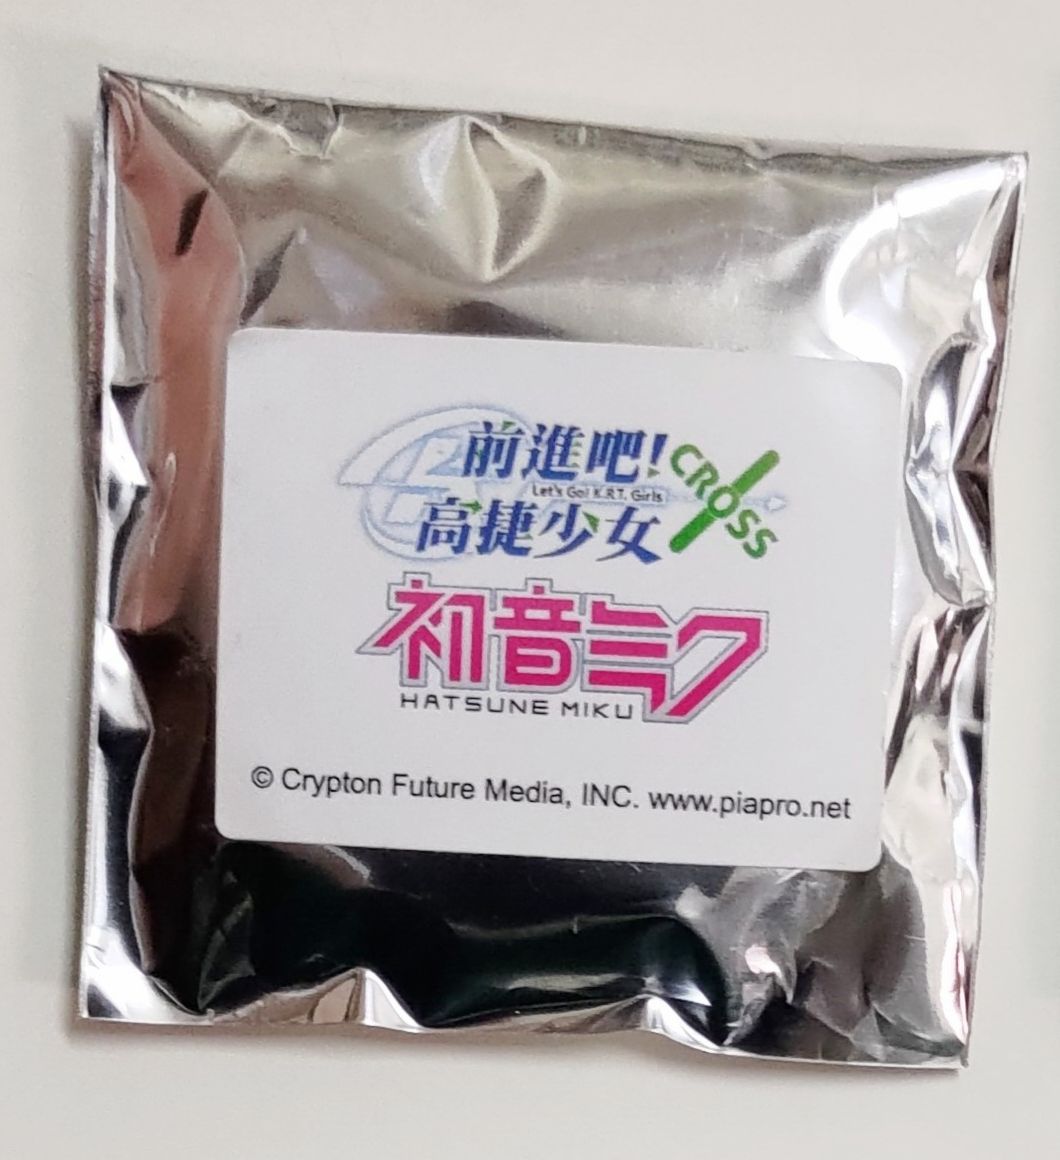 前進吧!
CROSS
Let's Go! K.R.T. Girls
高捷少女
初音ミク
HATSUNE MIKU
© Crypton Future Media, INC. www.piapro.net